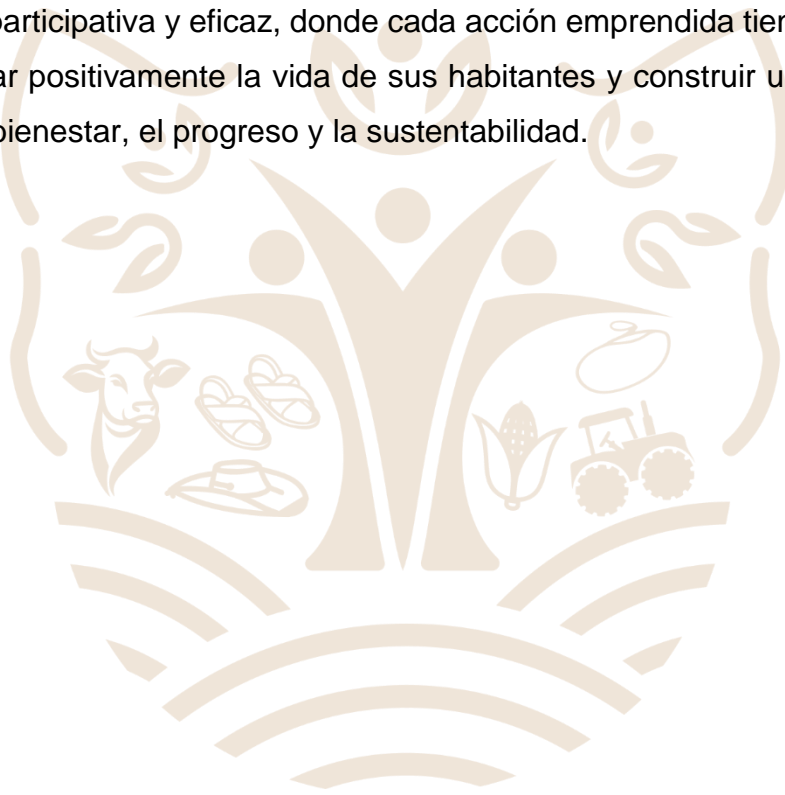 participativa y eficaz, donde cada acción emprendida
ar positivamente la vida de sus habitantes y construir
bienestar, el progreso y la sustentabilidad.